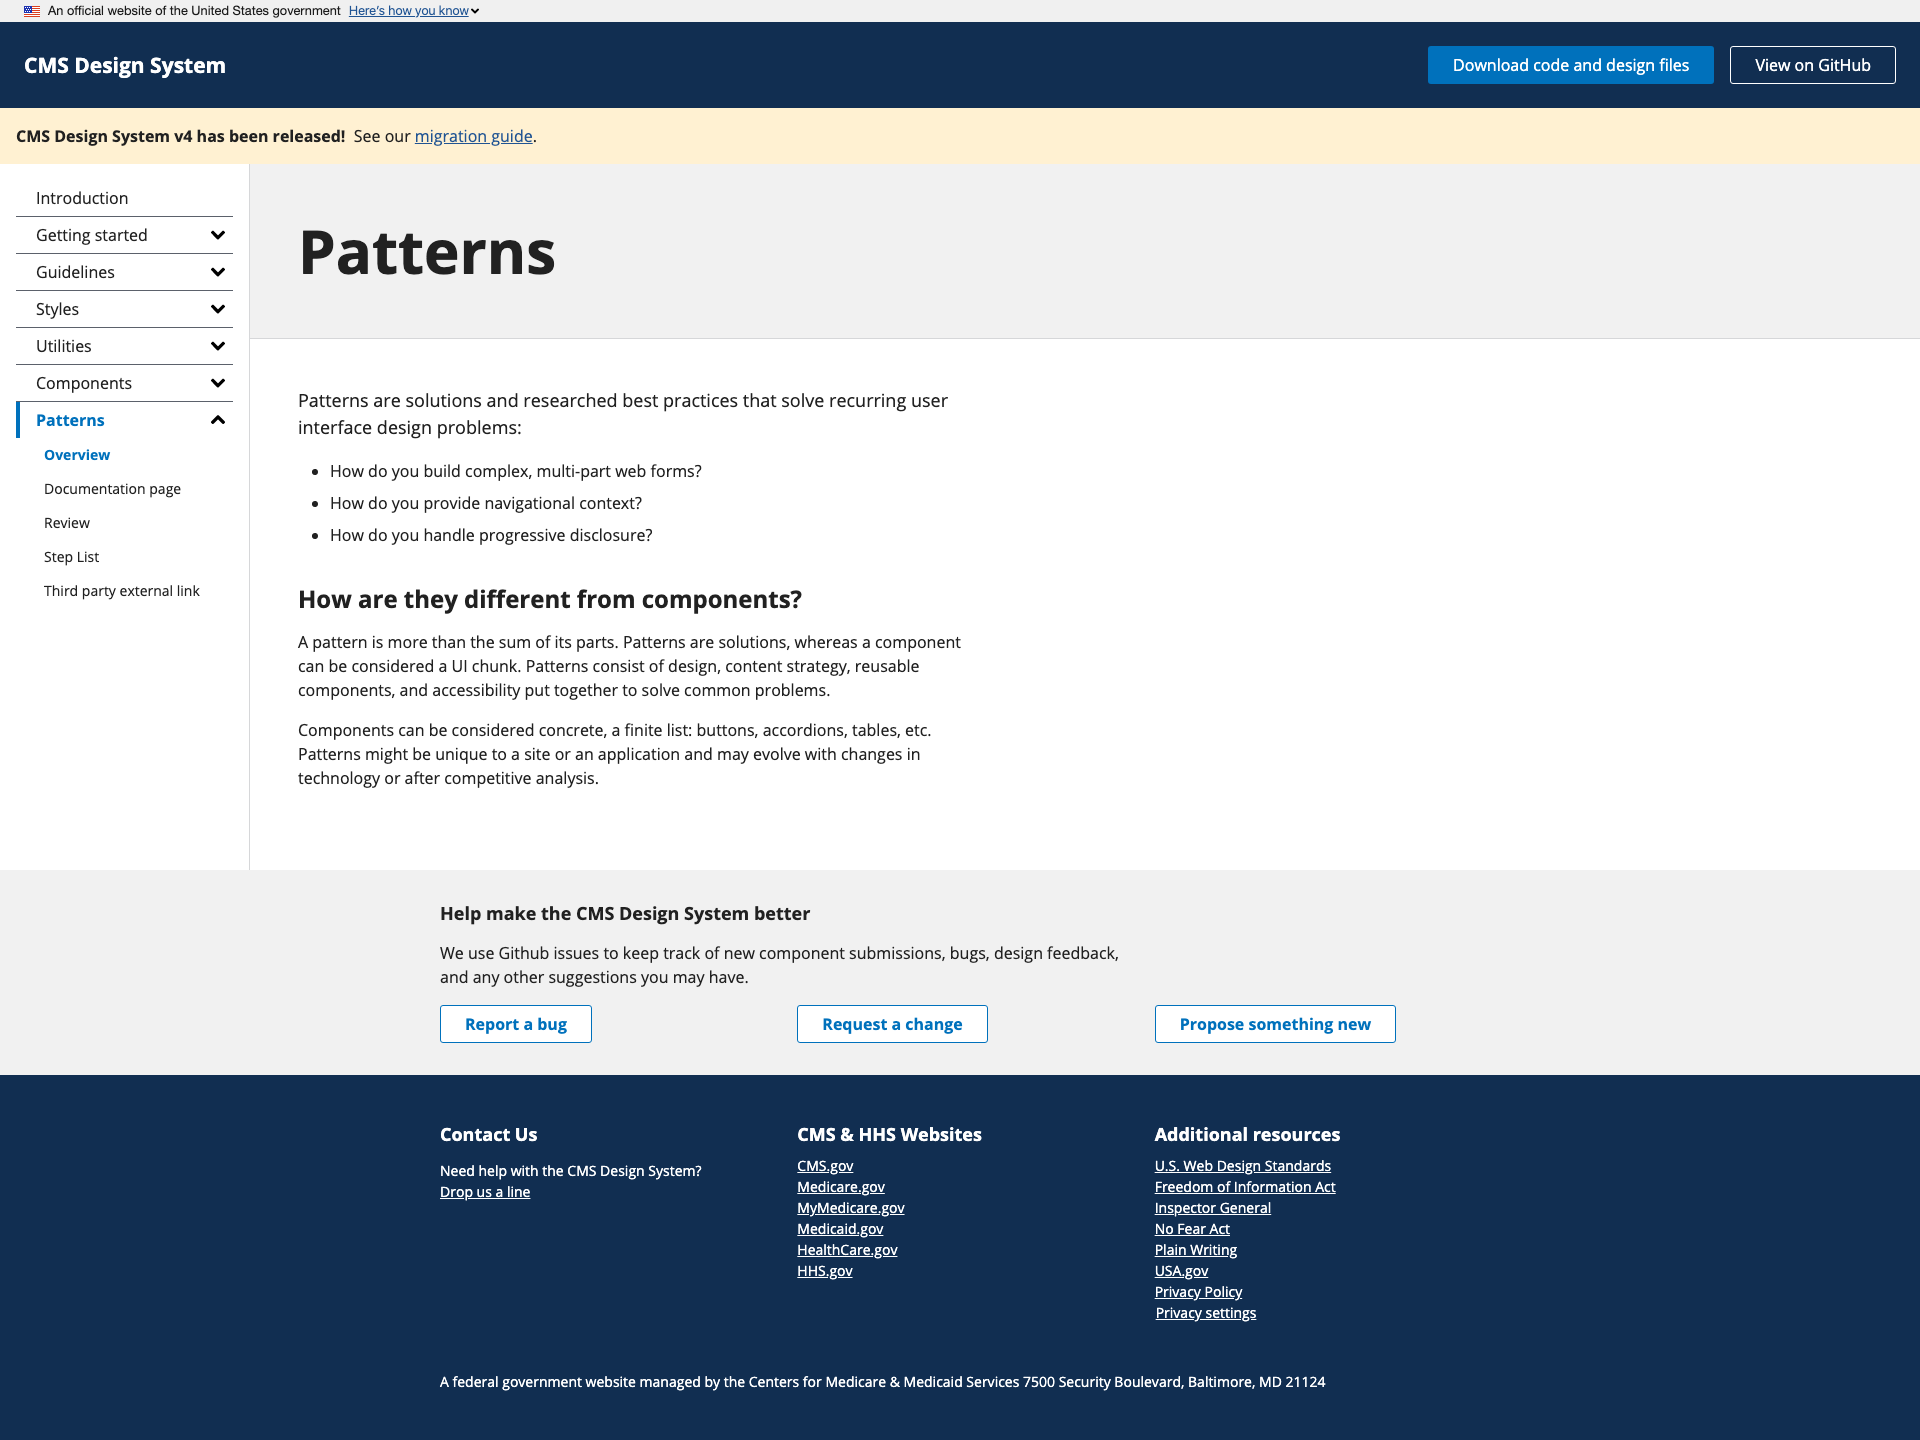 An official website of the United States government Here's how you know
CMS Design System
Download code and design files
View on GitHub
CMS Design System v4 has been released! See our migration guide.
Introduction
Getting started
Guidelines
Styles
Utilities
Components
Patterns
Overview
Documentation page
Review
Step List
Third party external link
Patterns
Patterns are solutions and researched best practices that solve recurring user
interface design problems:
• How do you build complex, multi-part web forms?
• How do you provide navigational context?
• How do you handle progressive disclosure?
How are they different from components?
A pattern is more than the sum of its parts. Patterns are solutions, whereas a component
can be considered a UI chunk. Patterns consist of design, content strategy, reusable
components, and accessibility put together to solve common problems.
Components can be considered concrete, a finite list: buttons, accordions, tables, etc.
Patterns might be unique to a site or an application and may evolve with changes in
technology or after competitive analysis.
Help make the CMS Design System better
We use Github issues to keep track of new component submissions, bugs, design feedback,
and any other suggestions you may have.
Report a bug
Request a change
Propose something new
Contact Us
Need help with the CMS Design System?
Drop us a line
CMS & HHS Websites
CMS.gov
Medicare.gov
MyMedicare.gov
Medicaid.gov
HealthCare.gov
HHS.gov
Additional resources
U.S. Web Design Standards
Freedom of Information Act
Inspector General
No Fear Act
Plain Writing
USA.gov
Privacy Policy
Privacy settings
A federal government website managed by the Centers for Medicare & Medicaid Services 7500 Security Boulevard, Baltimore, MD 21124